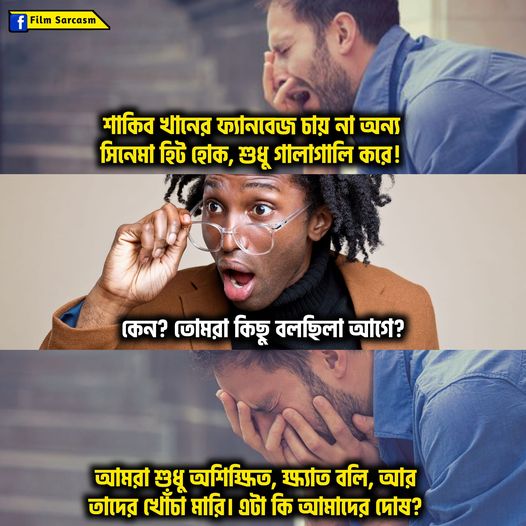 Film Sarcasm
শাকিব খানের ফ্যানবেজ চায় না অন্য
সিনেমা হিট হোক, শুধু গালাগালি করে!
কেন? তোমরা কিছু বলছিলা আগে?
আমরা শুধু অশিক্ষিত, ক্ষ্যাত বলি, আর
তাদের খোঁচা মারি। এটা কি আমাদের দোষ?